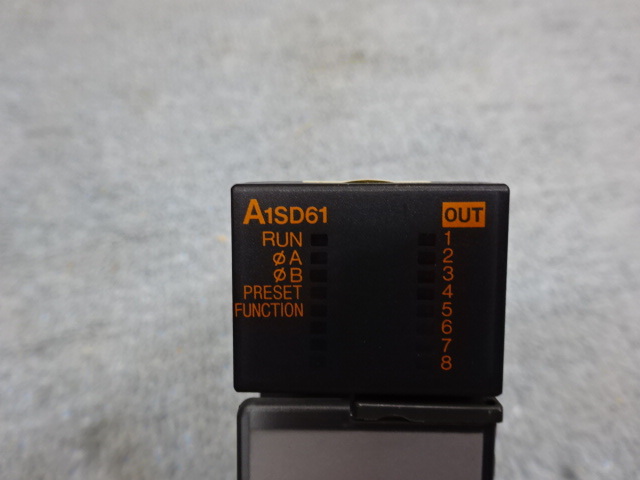 A1SD61 OUT
RUN 1
øA 2
øB 3
PRESET 4
FUNCTION 5
6
7
8